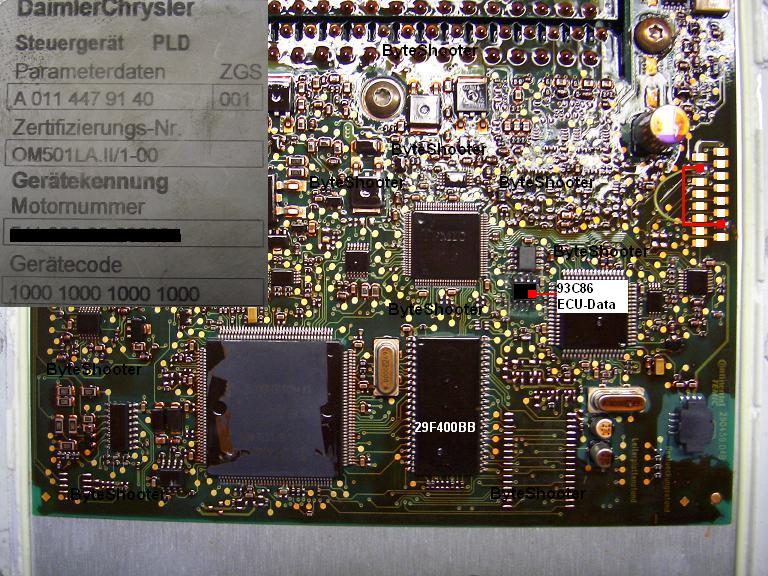 DaimlerChrysler
Steuergerät PLD
Parameterdaten ZGS
A 011 447 91 40 001
Zertifizierungs-Nr.
OM501LA.II/1-00
Gerätekennung
Motornummer
Gerätecode
1000 1000 1000 1000
ByteShooter
ByteShooter
ByteShooter
ByteShooter
ByteShooter
93C86
ECU-Data
ByteShooter
ByteShooter
29F400BB
ByteShooter
ByteShooter